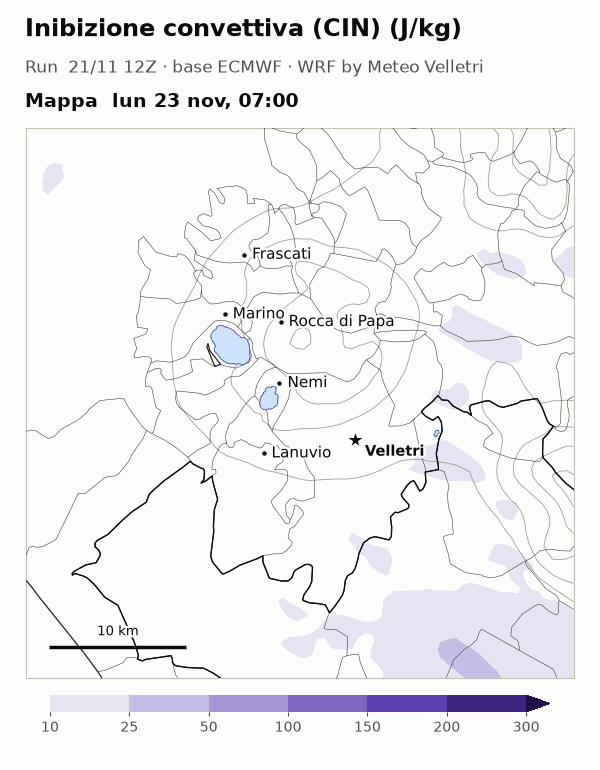 Inibizione convettiva (CIN) (J/kg)
Run  21/11 12Z · base ECMWF · WRF by Meteo Velletri
Mappa  lun 23 nov, 07:00
Frascati
Marino
Rocca di Papa
Nemi
Lanuvio
Velletri
10 km
10 25 50 100 150 200 300